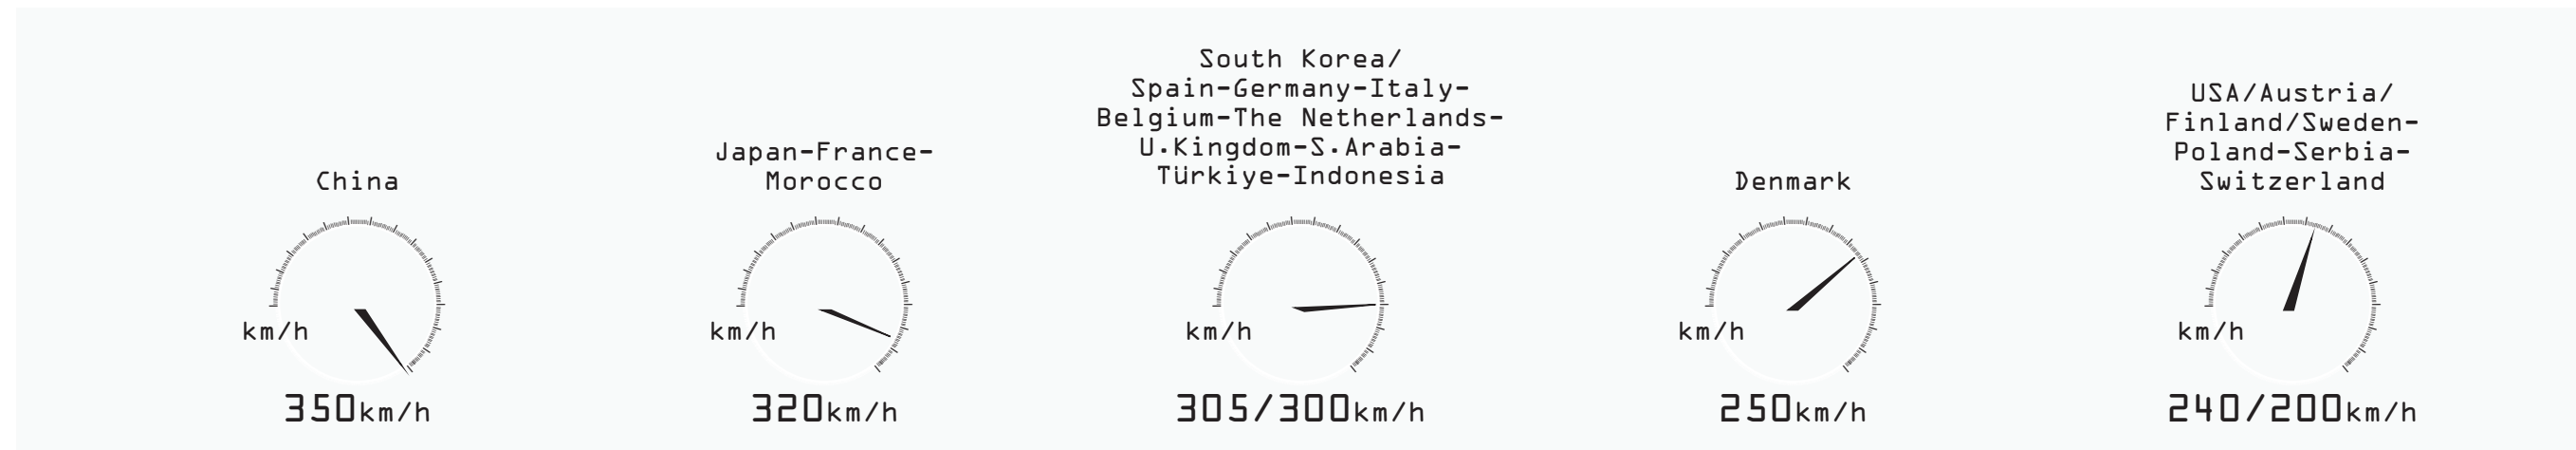 China
km/h
350km/h
Japan-France-
Morocco
km/h
320km/h
South Korea/
Spain-Germany-Italy-
Belgium-The Netherlands-
U.Kingdom-S.Arabia-
Türkiye-Indonesia
km/h
305/300km/h
Denmark
km/h
250km/h
USA/Austria/
Finland/Sweden-
Poland-Serbia-
Switzerland
km/h
240/200km/h